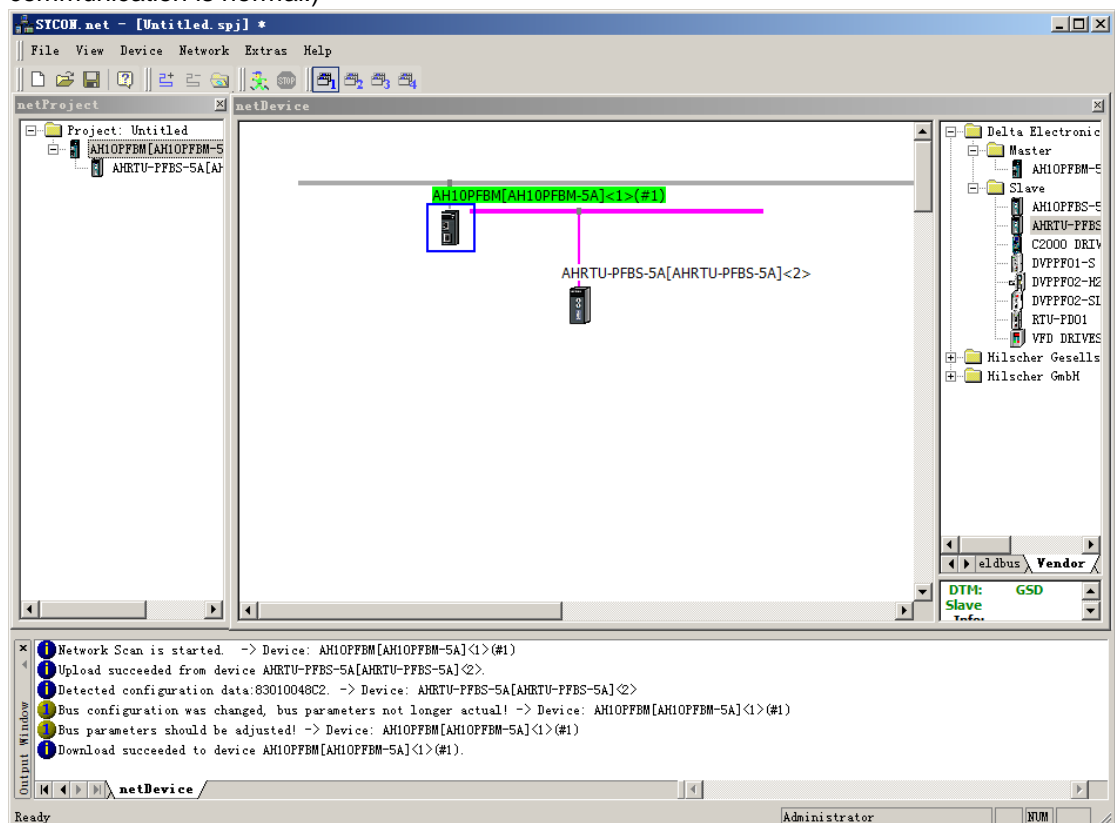 communication is normal.)
SYCON.net - [Untitled.spj] *
File View Device Network Extras Help
netProject
netDevice
Project: Untitled
AH10PFBM[AH10PFBM-5
AHRTU-PFBS-5A[AH
AH10PFBM[AH10PFBM-5A]<1>(#1)
AHRTU-PFBS-5A[AHRTU-PFBS-5A]<2>
Delta Electronic
Master
AH10PFBM-5
Slave
AH10PFBS-5
AHRTU-PFBS
C2000 DRIV
DVPPF01-S
DVPPF02-H2
DVPPF02-SL
RTU-PD01
VFD DRIVES
Hilscher Gesells
Hilscher GmbH
eldbus Vendor
DTM: GSD
Slave
Info:
Network Scan is started. -> Device: AH10PFBM[AH10PFBM-5A]<1>(#1)
Upload succeeded from device AHRTU-PFBS-5A[AHRTU-PFBS-5A]<2>.
Detected configuration data:83010048C2. -> Device: AHRTU-PFBS-5A[AHRTU-PFBS-5A]<2>
Bus configuration was changed, bus parameters not longer actual! -> Device: AH10PFBM[AH10PFBM-5A]<1>(#1)
Bus parameters should be adjusted! -> Device: AH10PFBM[AH10PFBM-5A]<1>(#1)
Download succeeded to device AH10PFBM[AH10PFBM-5A]<1>(#1).
Output Window
netDevice
Ready
Administrator
NUM